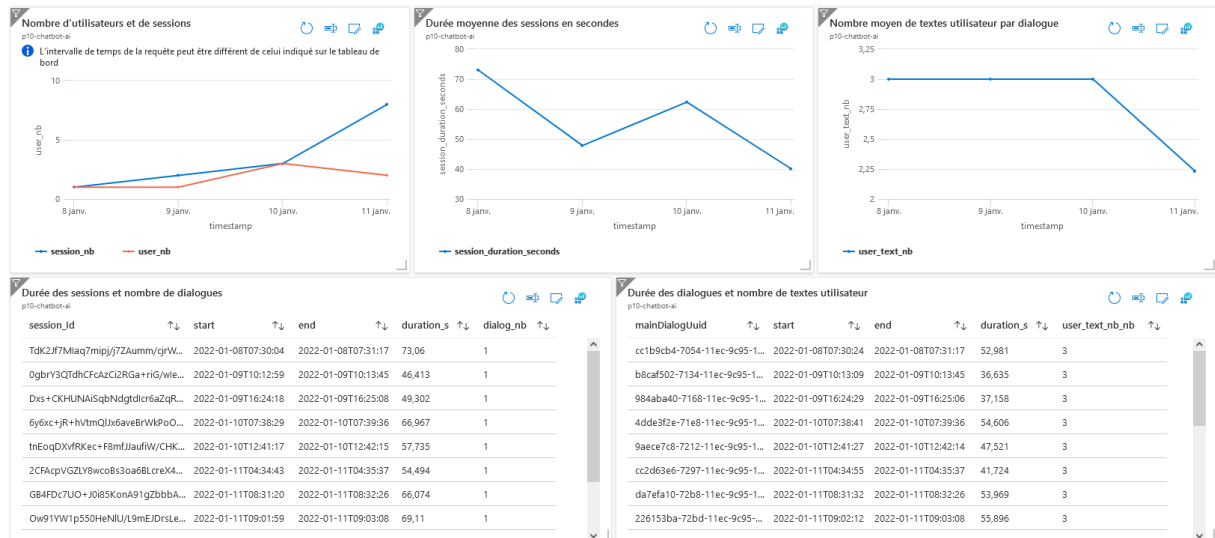 Nombre d'utilisateurs et de sessions
p10-chatbot-ai
L'intervalle de temps de la requête peut être différent de celui indiqué sur le tableau de
bord
10
5
0
user_nb
8 janv. 9 janv. 10 janv. 11 janv.
timestamp
session_nb user_nb
Durée moyenne des sessions en secondes
p10-chatbot-ai
80
70
60
50
40
30
session_duration_seconds
8 janv. 9 janv. 10 janv. 11 janv.
timestamp
session_duration_seconds
Nombre moyen de textes utilisateur par dialogue
p10-chatbot-ai
3,25
3
2,75
2,5
2,25
2
user_text_nb
8 janv. 9 janv. 10 janv. 11 janv.
timestamp
user_text_nb
Durée des sessions et nombre de dialogues
p10-chatbot-ai
session_Id start end duration_s dialog_nb
2022-01-08T07:30:04 2022-01-08T07:31:17 73,06 1
2022-01-09T10:12:59 2022-01-09T10:13:45 46,413 1
2022-01-09T16:24:18 2022-01-09T16:25:08 49,302 1
2022-01-10T07:38:29 2022-01-10T07:39:36 66,967 1
2022-01-10T12:41:17 2022-01-10T12:42:15 57,735 1
2022-01-11T04:34:43 2022-01-11T04:35:37 54,494 1
2022-01-11T08:31:20 2022-01-11T08:32:26 66,074 1
2022-01-11T09:01:59 2022-01-11T09:03:08 69,11 1
Durée des dialogues et nombre de textes utilisateur
p10-chatbot-ai
mainDialogUuid start end duration_s user_text_nb_nb
cc1b9cb4-7054-11ec-9c95-1... 2022-01-08T07:30:24 2022-01-08T07:31:17 52,981 3
b8caf502-7134-11ec-9c95-1... 2022-01-09T10:13:09 2022-01-09T10:13:45 36,635 3
984aba40-7168-11ec-9c95-1... 2022-01-09T16:24:29 2022-01-09T16:25:06 37,158 3
4dde3f2e-71e8-11ec-9c95-1... 2022-01-10T07:38:41 2022-01-10T07:39:36 54,606 3
9aece7c8-7212-11ec-9c95-1... 2022-01-10T12:41:27 2022-01-10T12:42:14 47,521 3
cc2d63e6-7297-11ec-9c95-1... 2022-01-11T04:34:55 2022-01-11T04:35:37 41,724 3
da7efa10-72b8-11ec-9c95-1... 2022-01-11T08:31:32 2022-01-11T08:32:26 53,969 3
226153ba-72bd-11ec-9c95-... 2022-01-11T09:02:12 2022-01-11T09:03:08 55,896 3